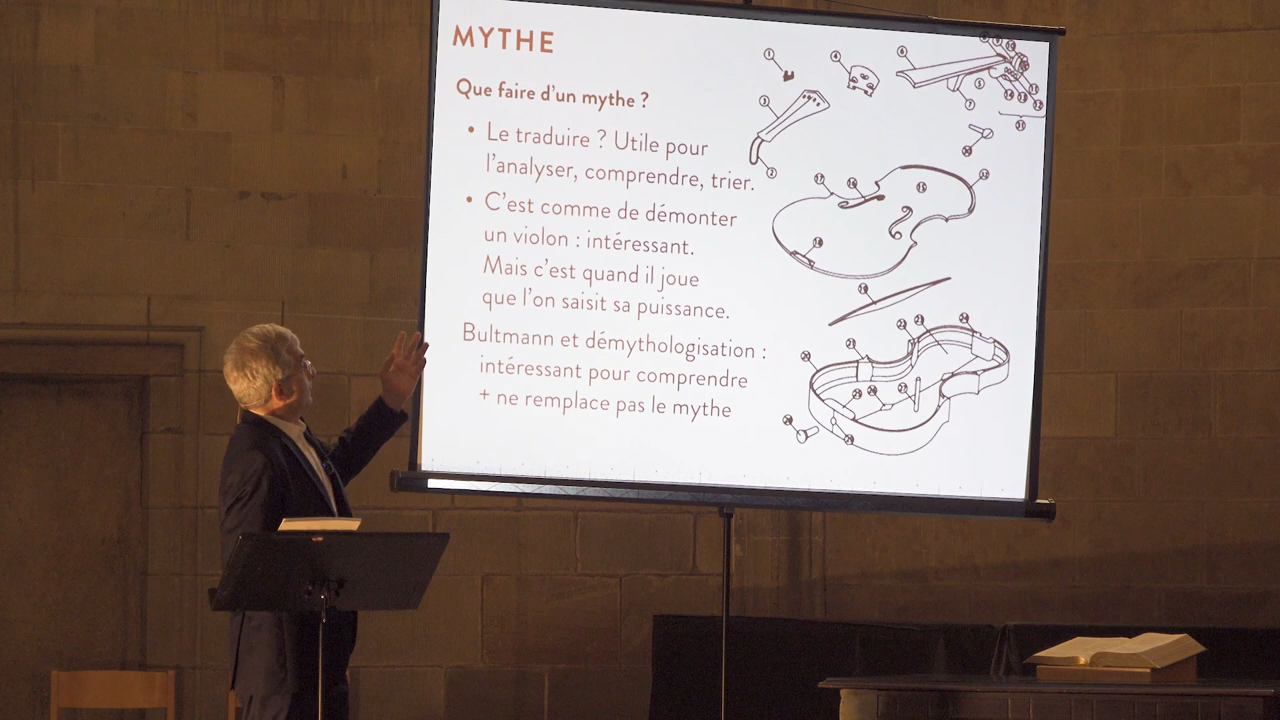 MYTHE
Que faire d'un mythe ?
• Le traduire ? Utile pour
l'analyser, comprendre, trier.
• C'est comme de démonter
un violon : intéressant.
Mais c'est quand il joue
que l'on saisit sa puissance.
Bultmann et démythologisation :
intéressant pour comprendre
+ ne remplace pas le mythe